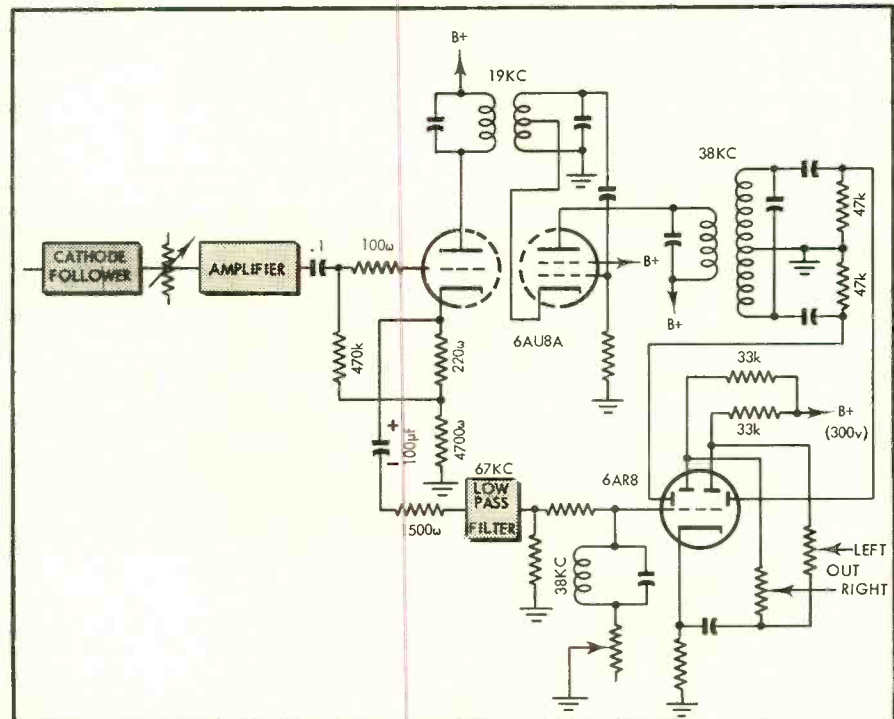 B+
19KC
38KC
47k
47k
CATHODE
FOLLOWER
AMPLIFIER
.1
100ω
B+
B+
6AU8A
470k
220ω
33k
33k
B+
(300v)
+
100μF
-
4700ω
67KC
LOW
PASS
FILTER
500ω
6AR8
38KC
LEFT
OUT
RIGHT